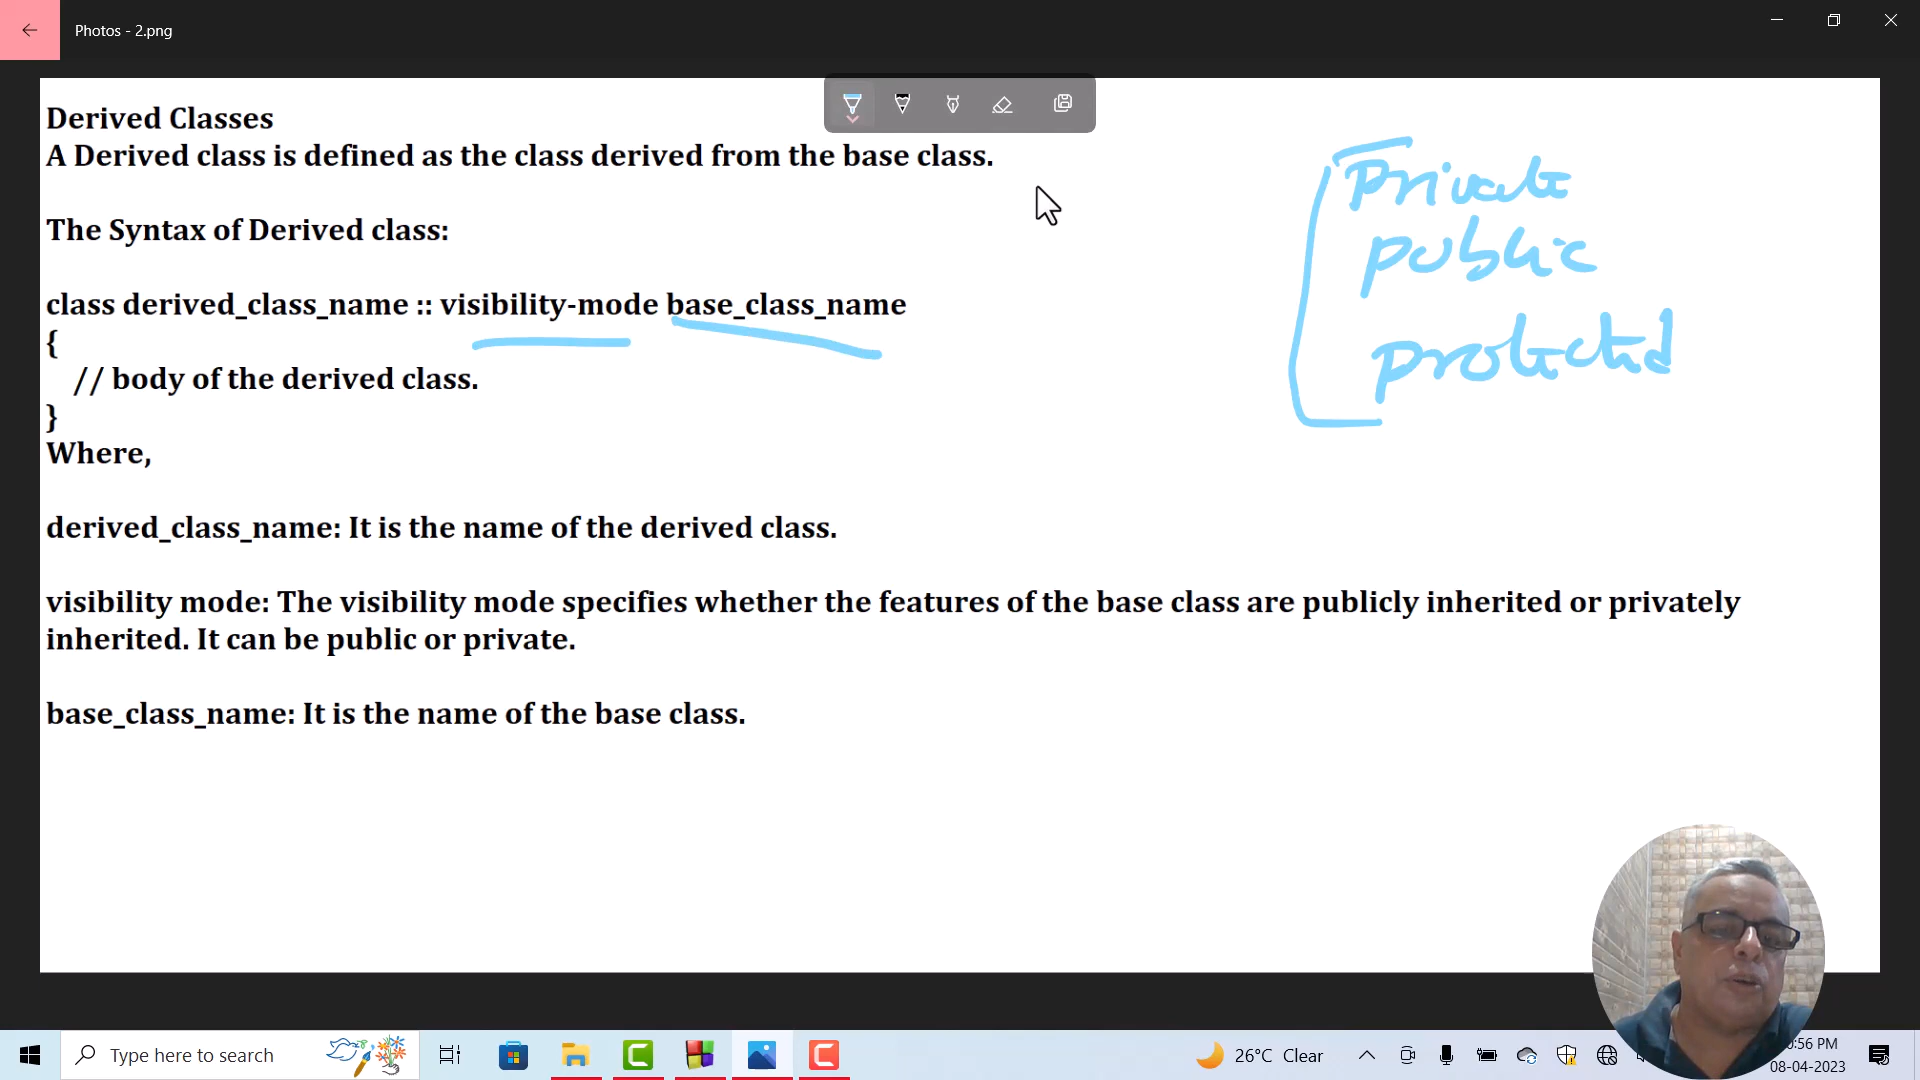 Photos - 2.png
Derived Classes
A Derived class is defined as the class derived from the base class.
The Syntax of Derived class:
class derived_class_name :: visibility-mode base_class_name
{
// body of the derived class.
}
Where,
derived_class_name: It is the name of the derived class.
visibility mode: The visibility mode specifies whether the features of the base class are publicly inherited or privately
inherited. It can be public or private.
base_class_name: It is the name of the base class.
private
public
protected
Type here to search
26°C Clear
:56 PM
08-04-2023